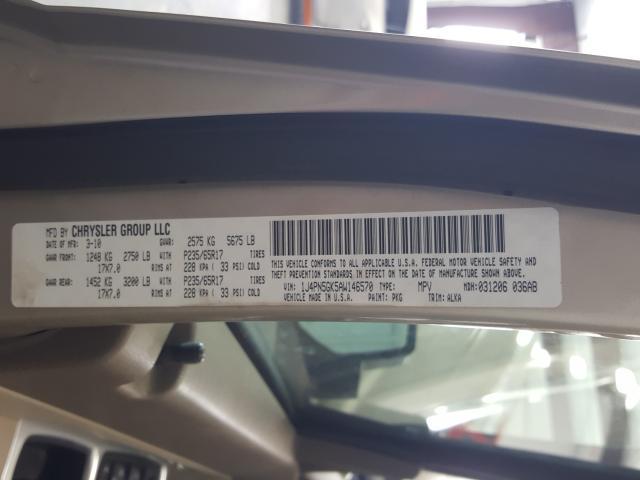 MFD BY CHRYSLER GROUP LLC
DATE OF MFR: 3-10 GVWR: 2575 KG 5675 LB
GAWR FRONT: 1248 KG 2750 LB WITH P235/65R17 TIRES
17X7.0 RIMS AT 228 KPA ( 33 PSI) COLD
GAWR REAR: 1452 KG 3200 LB WITH P235/65R17 TIRES
17X7.0 RIMS AT 228 KPA ( 33 PSI) COLD
THIS VEHICLE CONFORMS TO ALL APPLICABLE U.S.A. FEDERAL MOTOR VEHICLE SAFETY AND
THEFT PREVENTION STANDARDS IN EFFECT ON THE DATE OF MANUFACTURE SHOWN ABOVE.
VIN: 1J4PN5GK5AW146570 TYPE: MPV MDH: 031206 036AB
VEHICLE MADE IN U.S.A. PAINT: PKG TRIM: ALKA